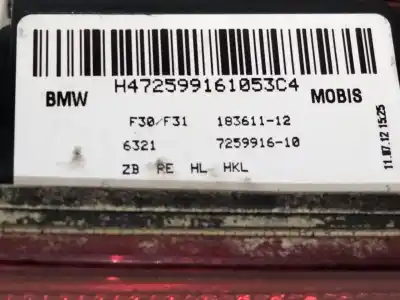 H472599161053C4
BMW MOBIS
F30/F31 183611-12
6321 7259916-10
ZB RE HL HKL
11.07.12 15:25